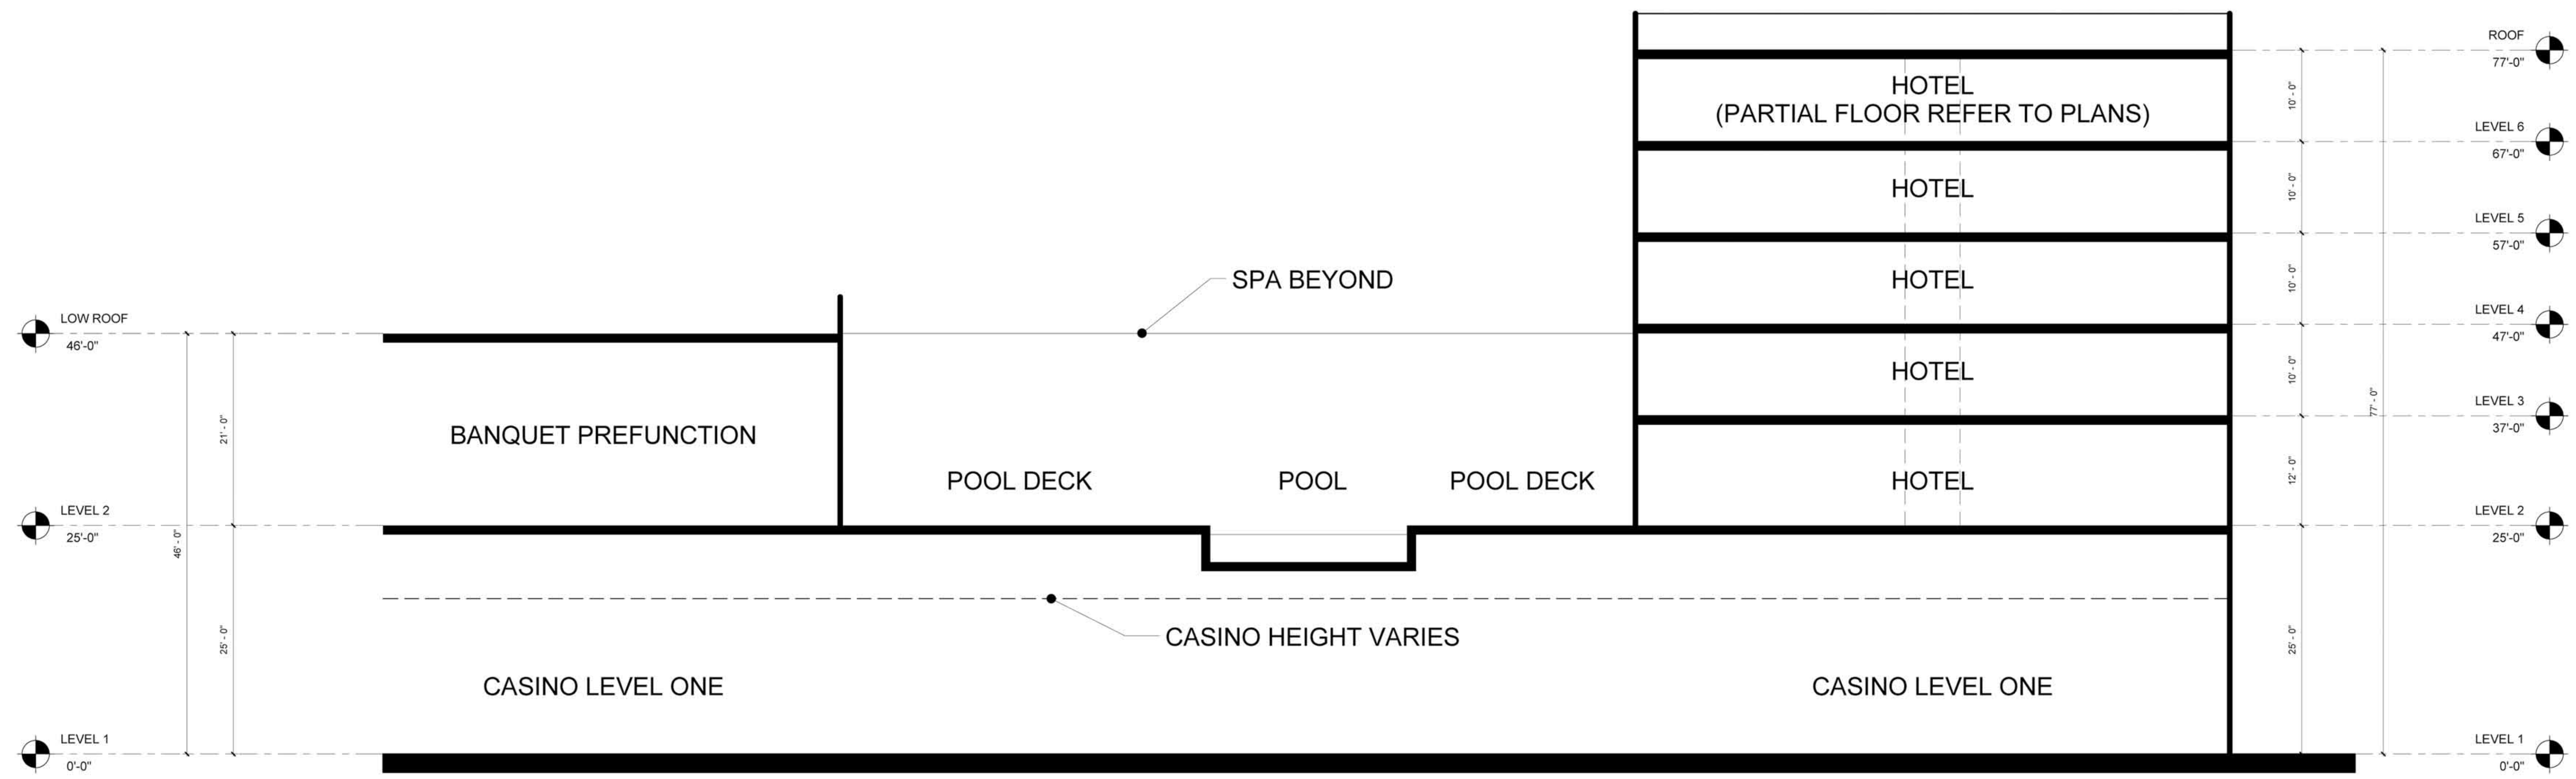 ROOF
77'-0"
10' - 0"
HOTEL
(PARTIAL FLOOR REFER TO PLANS)
LEVEL 6
67'-0"
10' - 0"
HOTEL
LEVEL 5
57'-0"
10' - 0"
HOTEL
SPA BEYOND
LEVEL 4
47'-0"
LOW ROOF
46'-0"
10' - 0"
HOTEL
LEVEL 3
37'-0"
77' - 0"
21' - 0"
BANQUET PREFUNCTION
POOL DECK
POOL
POOL DECK
HOTEL
12' - 0"
LEVEL 2
25'-0"
LEVEL 2
25'-0"
46' - 0"
25' - 0"
CASINO HEIGHT VARIES
25' - 0"
CASINO LEVEL ONE
CASINO LEVEL ONE
LEVEL 1
0'-0"
LEVEL 1
0'-0"